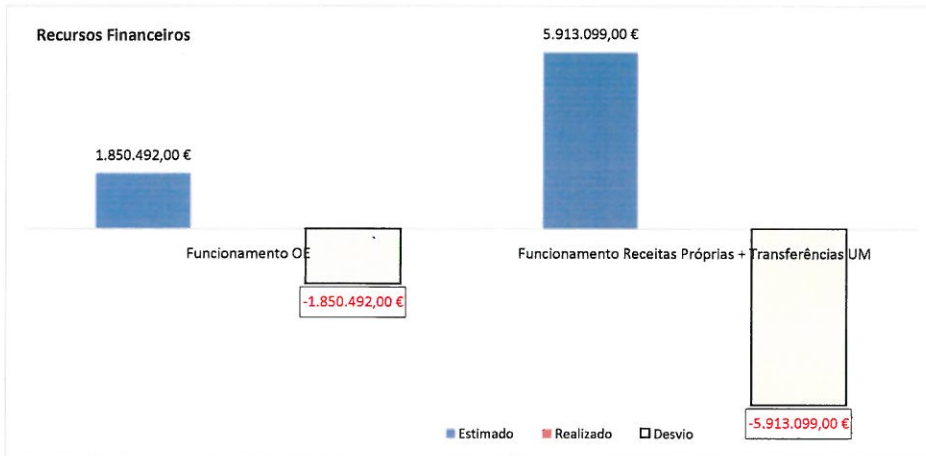 Recursos Financeiros
5.913.099,00 €
1.850.492,00 €
Funcionamento OE
Funcionamento Receitas Próprias + Transferências UM
-1.850.492,00 €
-5.913.099,00 €
Estimado Realizado Desvio